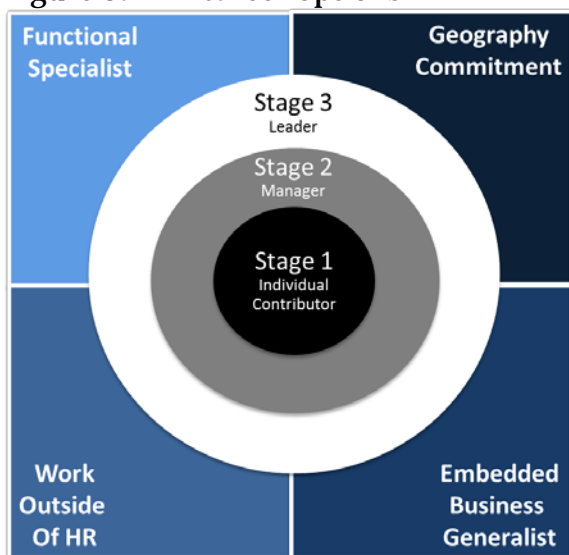 Functional
Specialist
Geography
Commitment
Stage 3
Leader
Stage 2
Manager
Stage 1
Individual
Contributor
Work
Outside
Of HR
Embedded
Business
Generalist